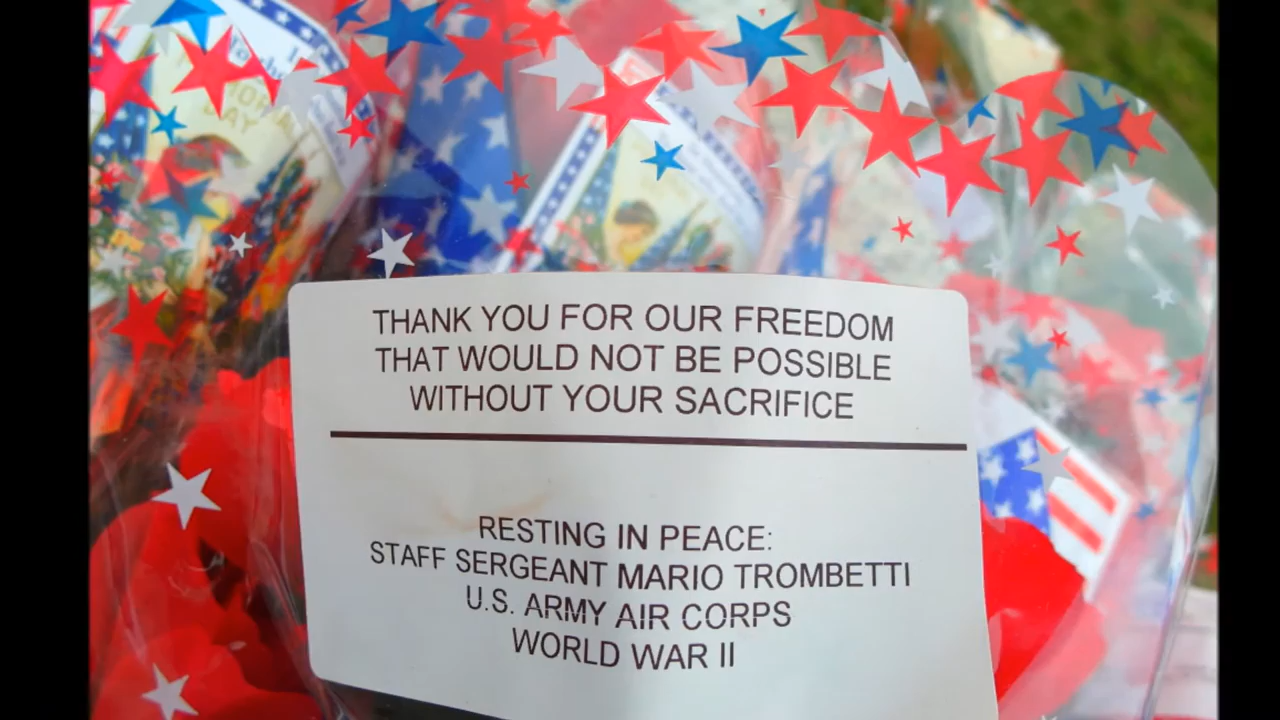 THANK YOU FOR OUR FREEDOM
THAT WOULD NOT BE POSSIBLE
WITHOUT YOUR SACRIFICE
RESTING IN PEACE:
STAFF SERGEANT MARIO TROMBETTI
U.S. ARMY AIR CORPS
WORLD WAR II